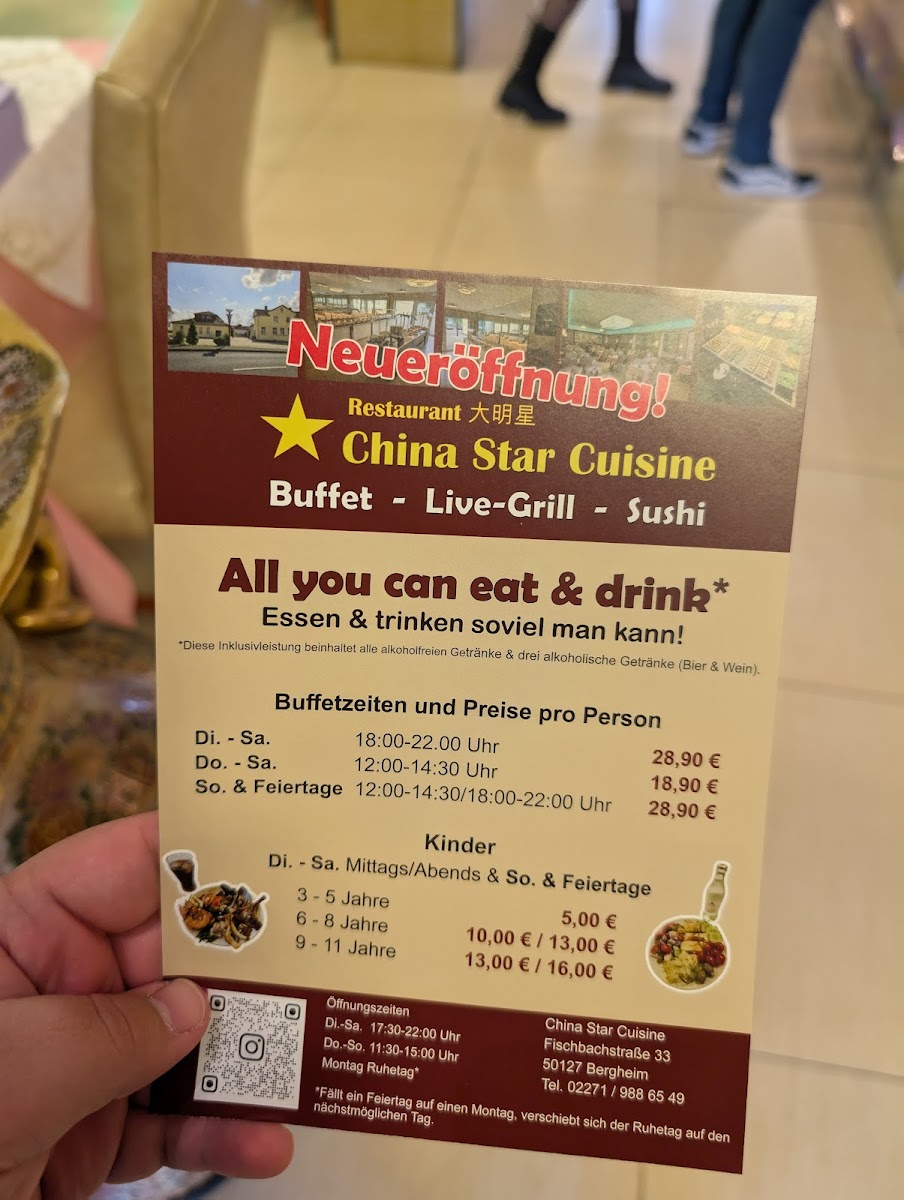 Neueröffnung!
Restaurant 大明星
China Star Cuisine
Buffet - Live-Grill - Sushi
All you can eat & drink*
Essen & trinken soviel man kann!
*Diese Inklusivleistung beinhaltet alle alkoholfreien Getränke & drei alkoholische Getränke (Bier & Wein).
Buffetzeiten und Preise pro Person
Di. - Sa. 18:00-22.00 Uhr 28,90 €
Do. - Sa. 12:00-14:30 Uhr 18,90 €
So. & Feiertage 12:00-14:30/18:00-22:00 Uhr 28,90 €
Kinder
Di. - Sa. Mittags/Abends & So. & Feiertage
3 - 5 Jahre 5,00 €
6 - 8 Jahre 10,00 € / 13,00 €
9 - 11 Jahre 13,00 € / 16,00 €
Öffnungszeiten
Di.-Sa. 17:30-22:00 Uhr
Do.-So. 11:30-15:00 Uhr
Montag Ruhetag*
China Star Cuisine
Fischbachstraße 33
50127 Bergheim
Tel. 02271 / 988 65 49
*Fällt ein Feiertag auf einen Montag, verschiebt sich der Ruhetag auf den
nächstmöglichen Tag.